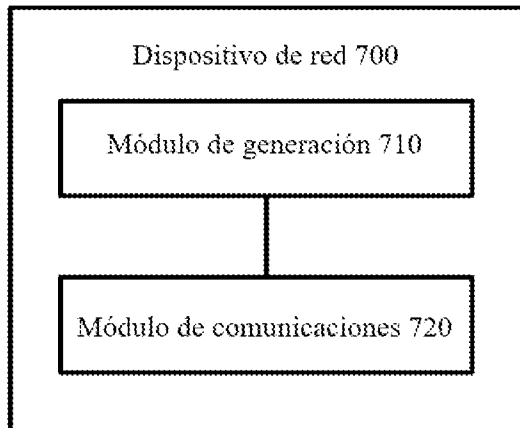 Dispositivo de red 700
Módulo de generación 710
Módulo de comunicaciones 720